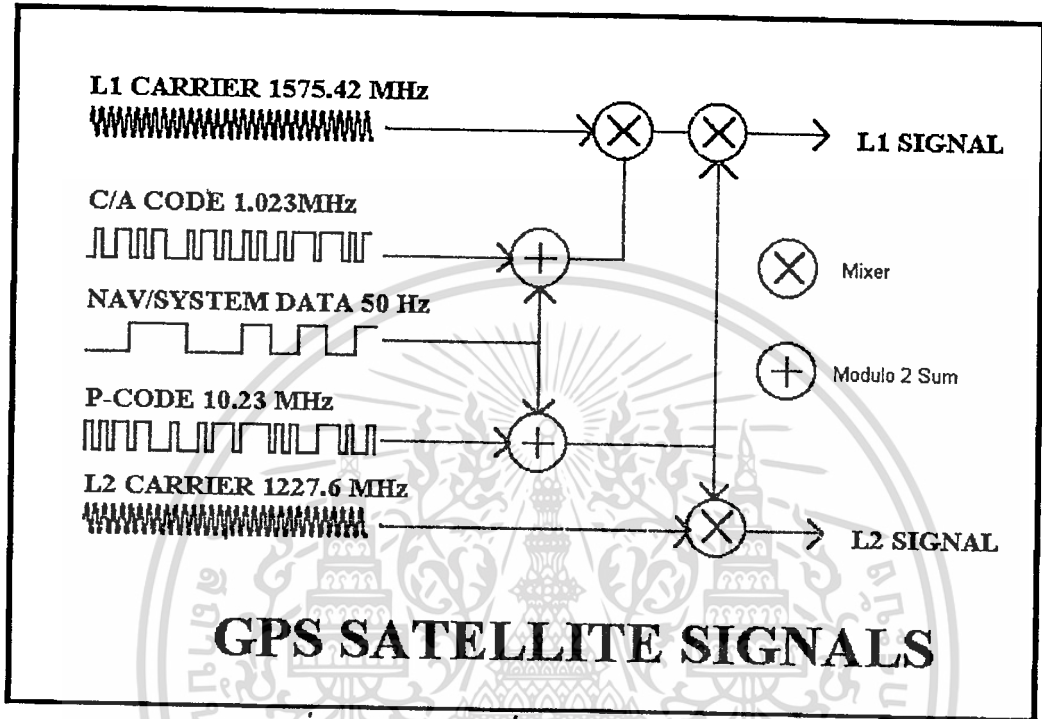 L1 CARRIER 1575.42 MHz
L1 SIGNAL
C/A CODE 1.023MHz
Mixer
NAV/SYSTEM DATA 50 Hz
Modulo 2 Sum
P-CODE 10.23 MHz
L2 CARRIER 1227.6 MHz
L2 SIGNAL
GPS SATELLITE SIGNALS